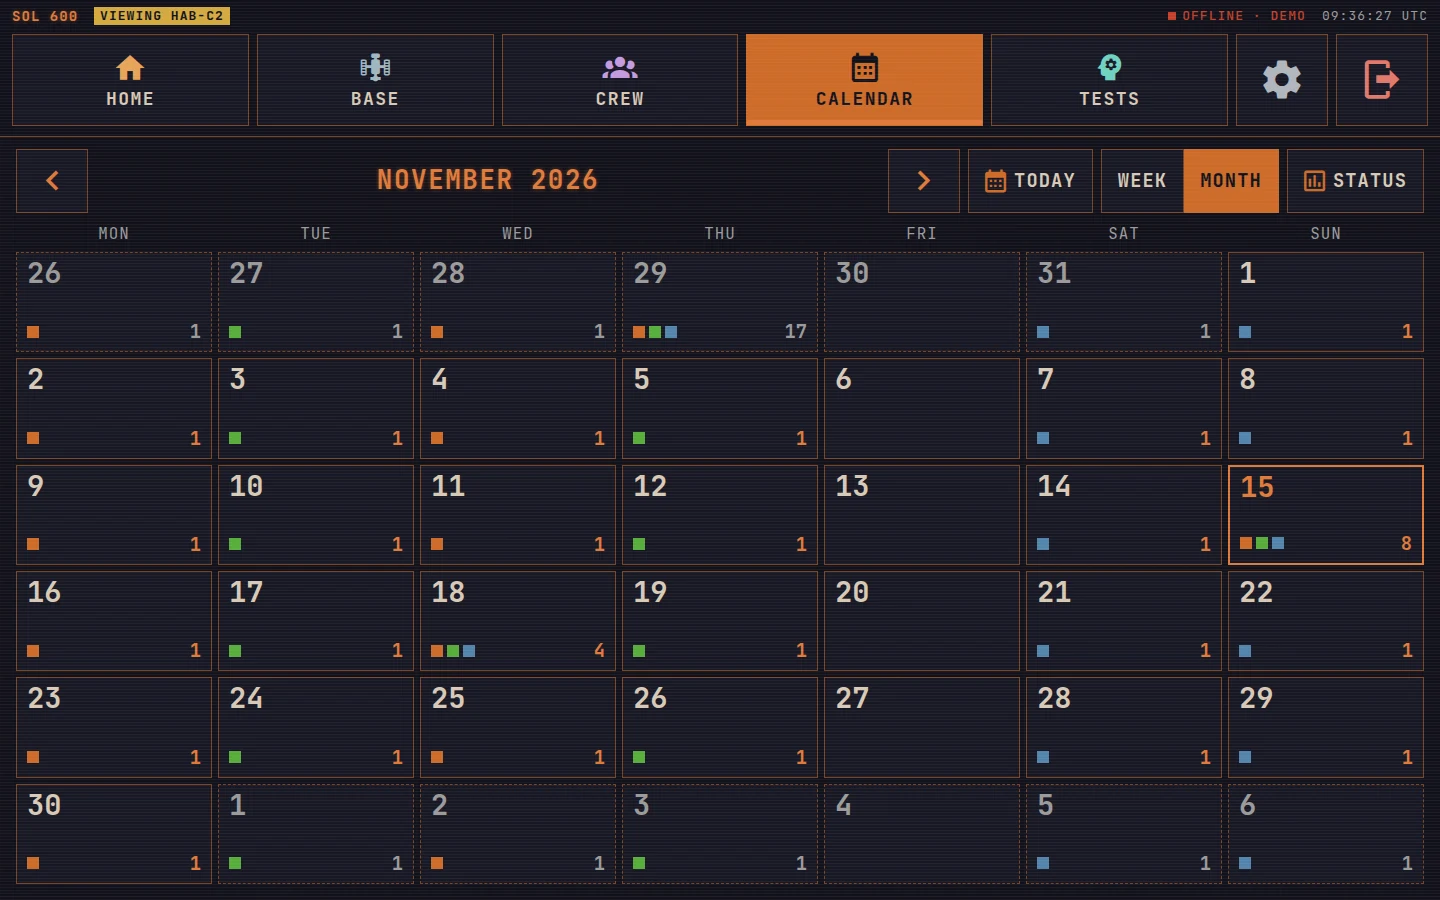 SOL 600 VIEWING HAB-C2 OFFLINE · DEMO 09:36:27 UTC
HOME BASE CREW CALENDAR TESTS
NOVEMBER 2026 TODAY WEEK MONTH STATUS
MON TUE WED THU FRI SAT SUN
26 27 28 29 30 31 1
1 1 1 17 1 1
2 3 4 5 6 7 8
1 1 1 1 1 1
9 10 11 12 13 14 15
1 1 1 1 1 8
16 17 18 19 20 21 22
1 1 4 1 1 1
23 24 25 26 27 28 29
1 1 1 1 1 1
30 1 2 3 4 5 6
1 1 1 1 1 1